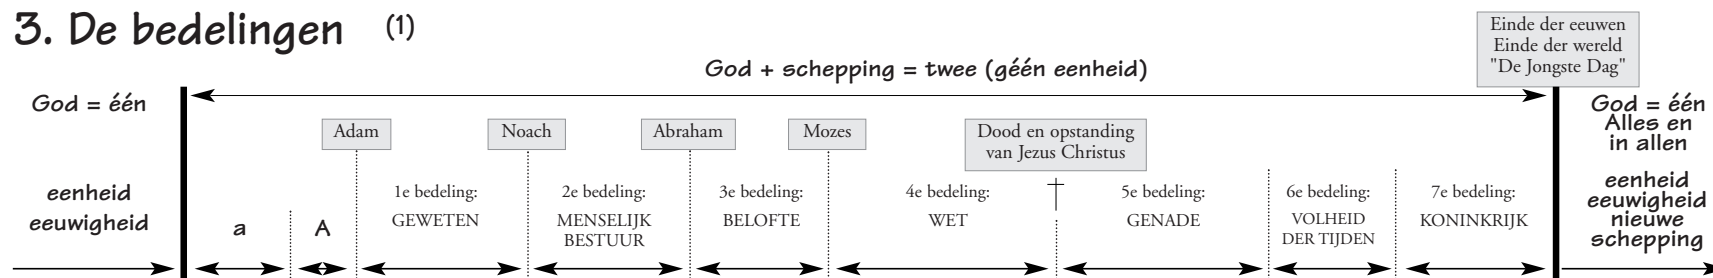 3. De bedelingen (1)
Einde der eeuwen
Einde der wereld
"De Jongste Dag"
God + schepping = twee (géén eenheid)
God = één
God = één
Alles en
in allen
Adam
Noach
Abraham
Mozes
Dood en opstanding
van Jezus Christus
eenheid
eeuwigheid
a
A
1e bedeling:
GEWETEN
2e bedeling:
MENSELIJK
BESTUUR
3e bedeling:
BELOFTE
4e bedeling:
WET
5e bedeling:
GENADE
6e bedeling:
VOLHEID
DER TIJDEN
7e bedeling:
KONINKRIJK
eenheid
eeuwigheid
nieuwe
schepping